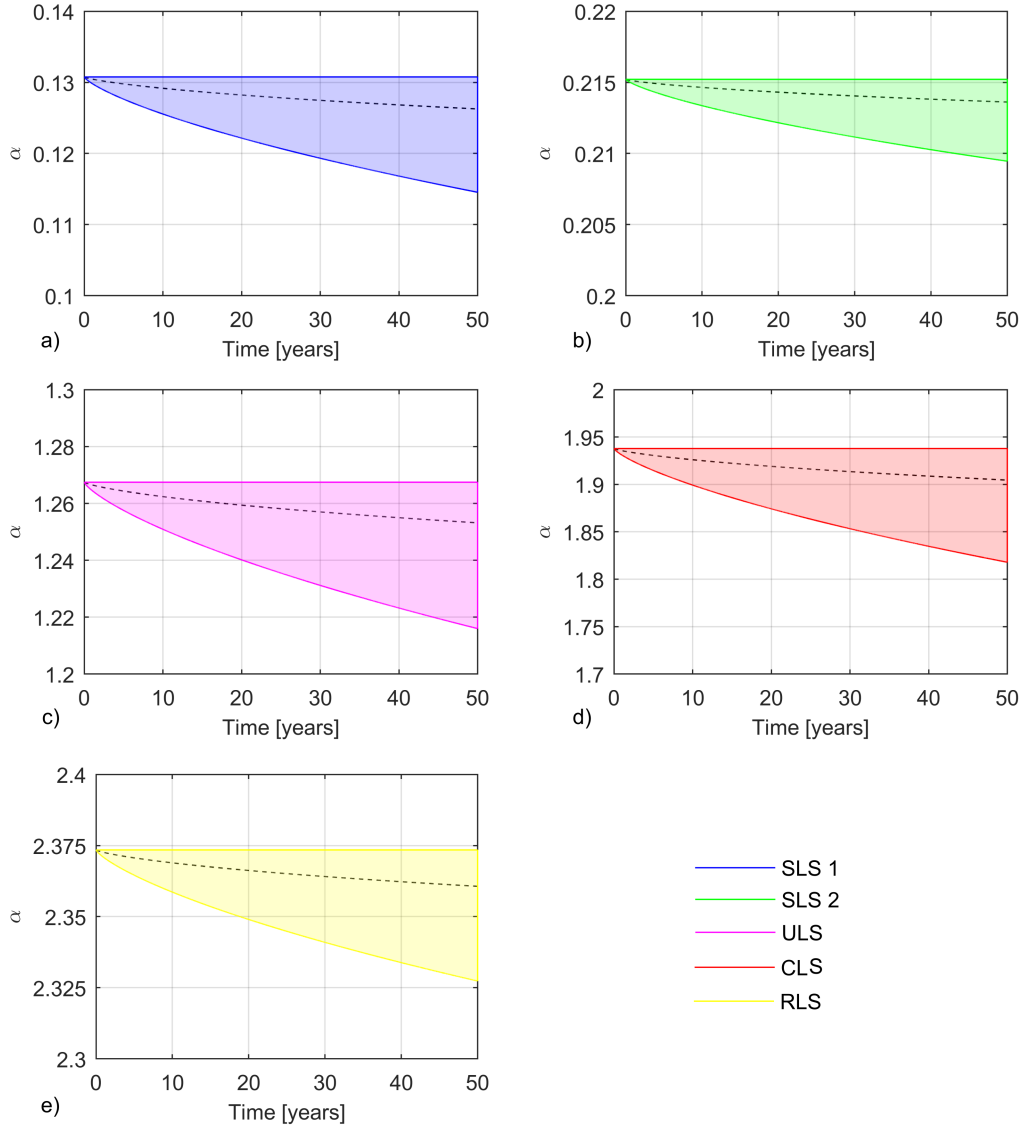 0.14
0.13
0.12
0.11
0.1
α
0 10 20 30 40 50
Time [years]
a)
0.22
0.215
0.21
0.205
0.2
α
0 10 20 30 40 50
Time [years]
b)
1.3
1.28
1.26
1.24
1.22
1.2
α
0 10 20 30 40 50
Time [years]
c)
2
1.95
1.9
1.85
1.8
1.75
1.7
α
0 10 20 30 40 50
Time [years]
d)
2.4
2.375
2.35
2.325
2.3
α
0 10 20 30 40 50
Time [years]
e)
SLS 1
SLS 2
ULS
CLS
RLS